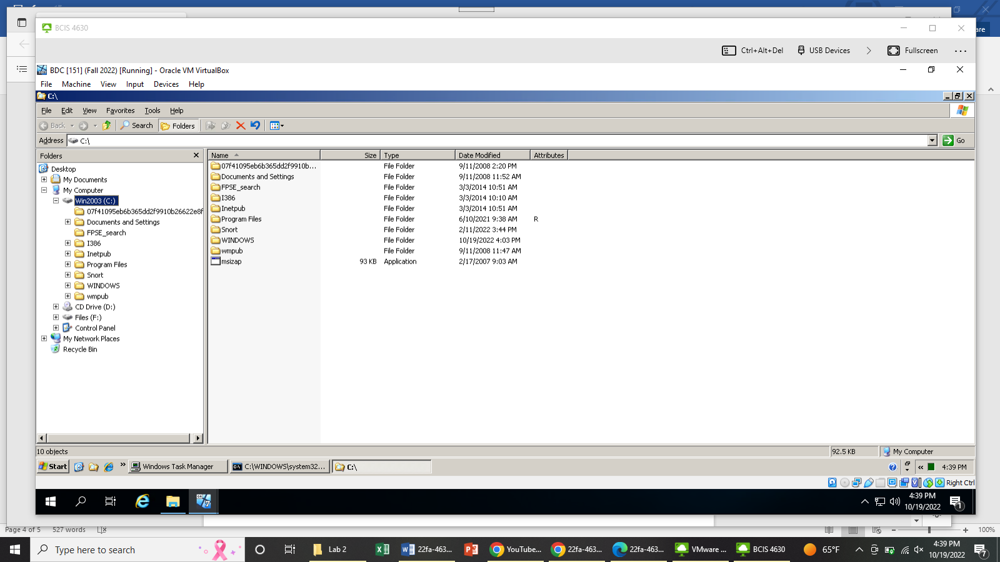 BCIS 4630
are
Ctrl+Alt+Del USB Devices Fullscreen ...
BDC [151] (Fall 2022) [Running] - Oracle VM VirtualBox
File Machine View Input Devices Help
C:\
File Edit View Favorites Tools Help
Back Search Folders
Address C:\ Go
Folders
Desktop
My Documents
My Computer
Win2003 (C:)
07f41095eb6b365dd2f9910b26622e8f
Documents and Settings
FPSE_search
I386
Inetpub
Program Files
Snort
WINDOWS
wmpub
CD Drive (D:)
Files (F:)
Control Panel
My Network Places
Recycle Bin
Name Size Type Date Modified Attributes
07f41095eb6b365dd2f9910b... File Folder 9/11/2008 2:20 PM
Documents and Settings File Folder 9/11/2008 11:52 AM
FPSE_search File Folder 3/3/2014 10:51 AM
I386 File Folder 3/3/2014 10:10 AM
Inetpub File Folder 3/3/2014 10:51 AM
Program Files File Folder 6/10/2021 9:38 AM R
Snort File Folder 2/11/2022 3:44 PM
WINDOWS File Folder 10/19/2022 4:03 PM
wmpub File Folder 9/11/2008 11:47 AM
msizap 93 KB Application 2/17/2007 9:03 AM
10 objects 92.5 KB My Computer
Start » Windows Task Manager C:\WINDOWS\system32... C:\ « 4:39 PM
Right Ctrl
4:39 PM
10/19/2022
1
Page 4 of 5 527 words 100%
Type here to search Lab 2 22fa-463... YouTube... 22fa-463... 22fa-463... VMware ... BCIS 4630 65°F
4:39 PM
10/19/2022
7